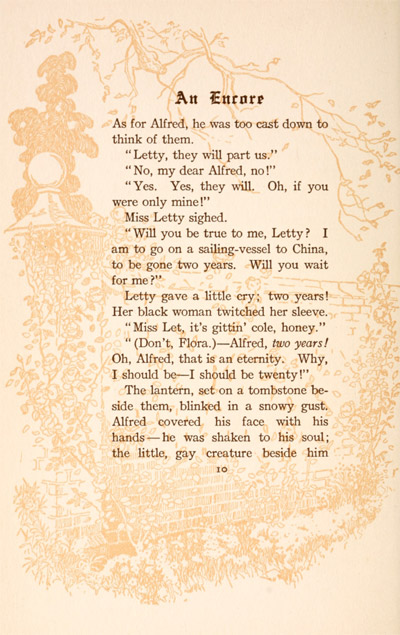 An Encore
As for Alfred, he was too cast down to
think of them.
"Letty, they will part us."
"No, my dear Alfred, no!"
"Yes. Yes, they will. Oh, if you
were only mine!"
Miss Letty sighed.
"Will you be true to me, Letty? I
am to go on a sailing-vessel to China,
to be gone two years. Will you wait
for me?"
Letty gave a little cry; two years!
Her black woman twitched her sleeve.
"Miss Let, it's gittin' cole, honey."
"(Don't, Flora.)—Alfred, two years!
Oh, Alfred, that is an eternity. Why,
I should be—I should be twenty!"
The lantern, set on a tombstone be-
side them, blinked in a snowy gust.
Alfred covered his face with his
hands—he was shaken to his soul;
the little, gay creature beside him
10